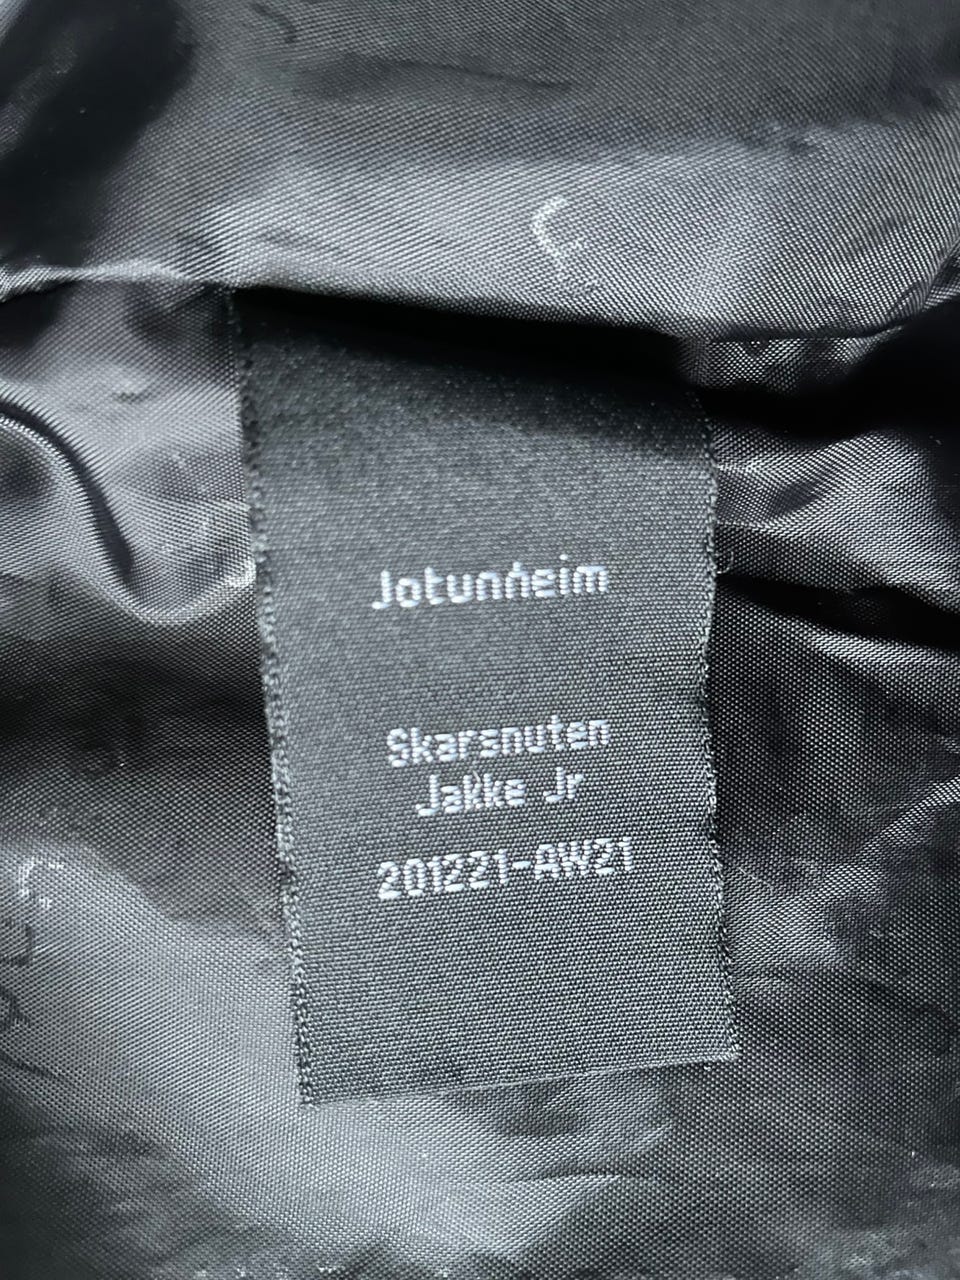 Jotunheim
Skarsnuten
Jakke Jr
201221-AW21